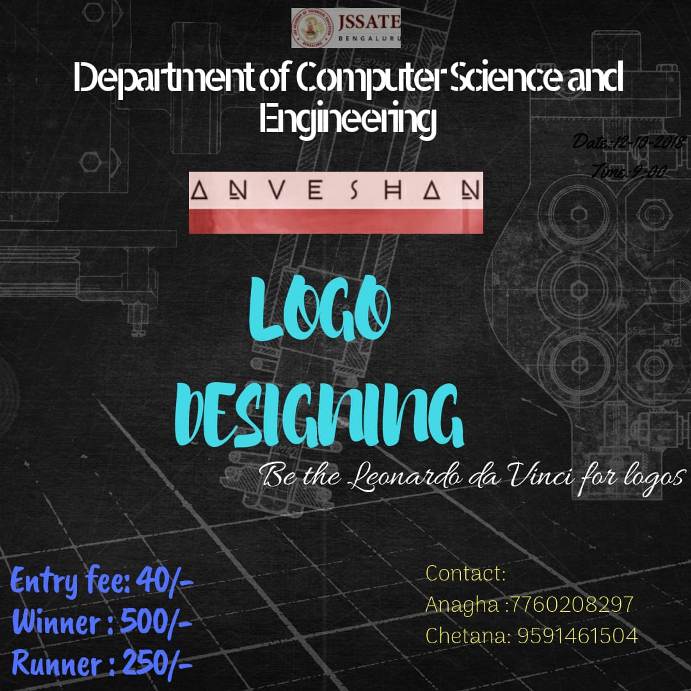 JSSATE
BENGALURU
Department of Computer Science and
Engineering
Date:12-10-2018
Time:9-00
ANVESHAN
LOGO
DESIGNING
Be the Leonardo da Vinci for logos
Entry fee: 40/-
Winner : 500/-
Runner : 250/-
Contact:
Anagha :7760208297
Chetana: 9591461504